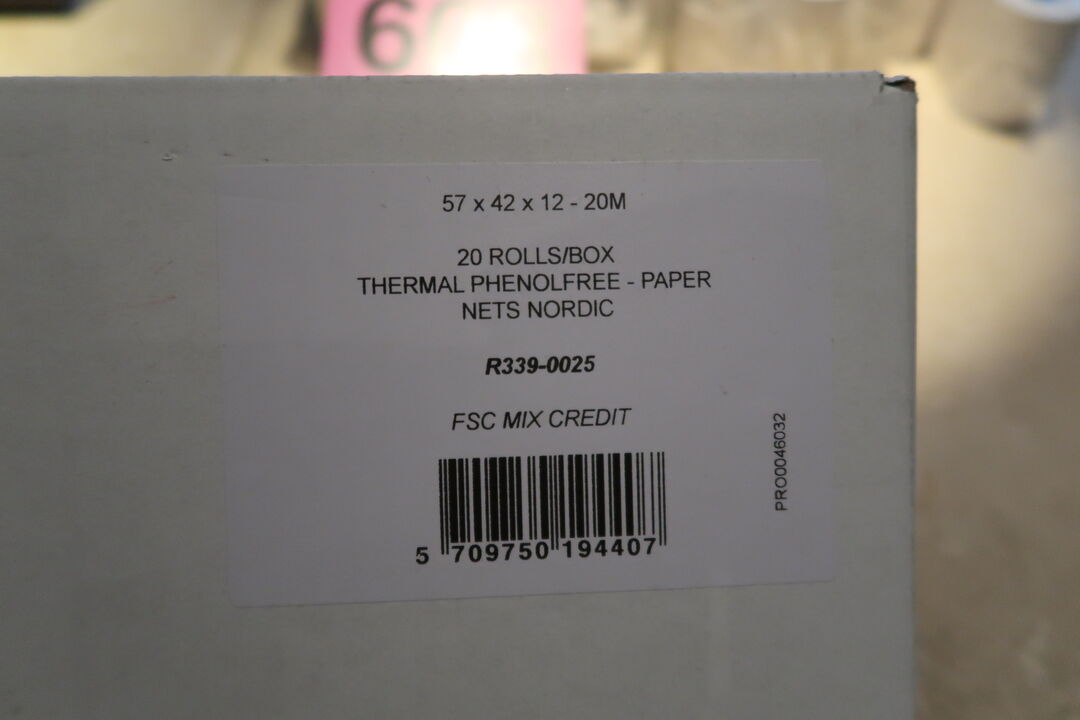 6
57 x 42 x 12 - 20M
20 ROLLS/BOX
THERMAL PHENOLFREE - PAPER
NETS NORDIC
R339-0025
FSC MIX CREDIT
PRO0046032
5 709750 194407